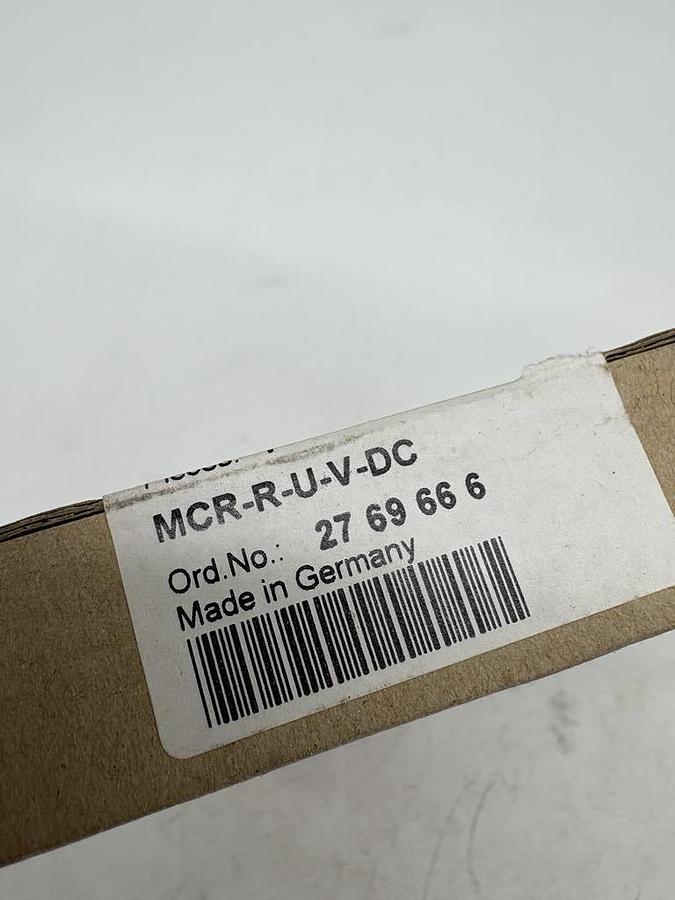 MCR-R-U-V-DC
Ord.No.: 27 69 66 6
Made in Germany